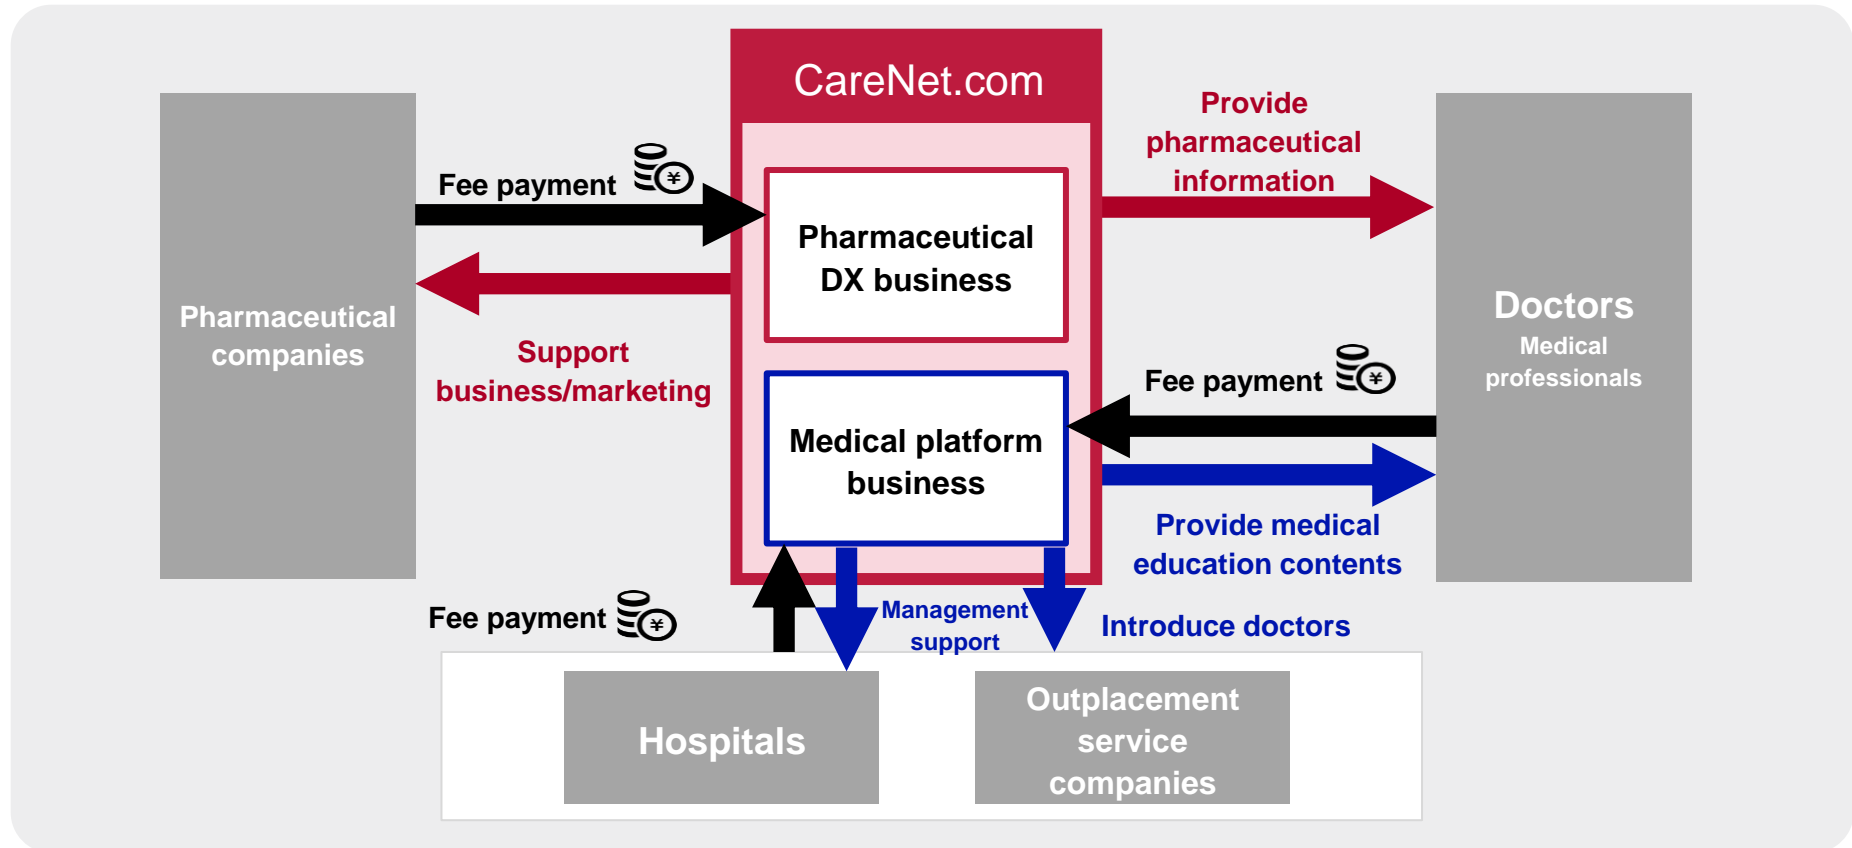 CareNet.com
Pharmaceutical
companies
Fee payment
¥
Support
business/marketing
Pharmaceutical
DX business
Provide
pharmaceutical
information
Doctors
Medical
professionals
Medical platform
business
Fee payment
¥
Provide medical
education contents
Fee payment
¥
Management
support
Introduce doctors
Hospitals
Outplacement
service
companies